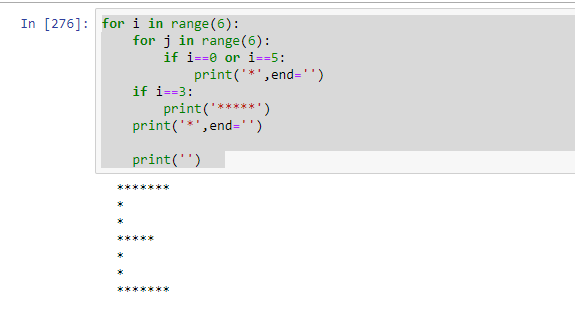 In [276]: for i in range(6):
    for j in range(6):
        if i==0 or i==5:
            print('*',end='')
    if i==3:
        print('*****')
    print('*',end='')

    print('')
*******
*
*
*****
*
*
*******